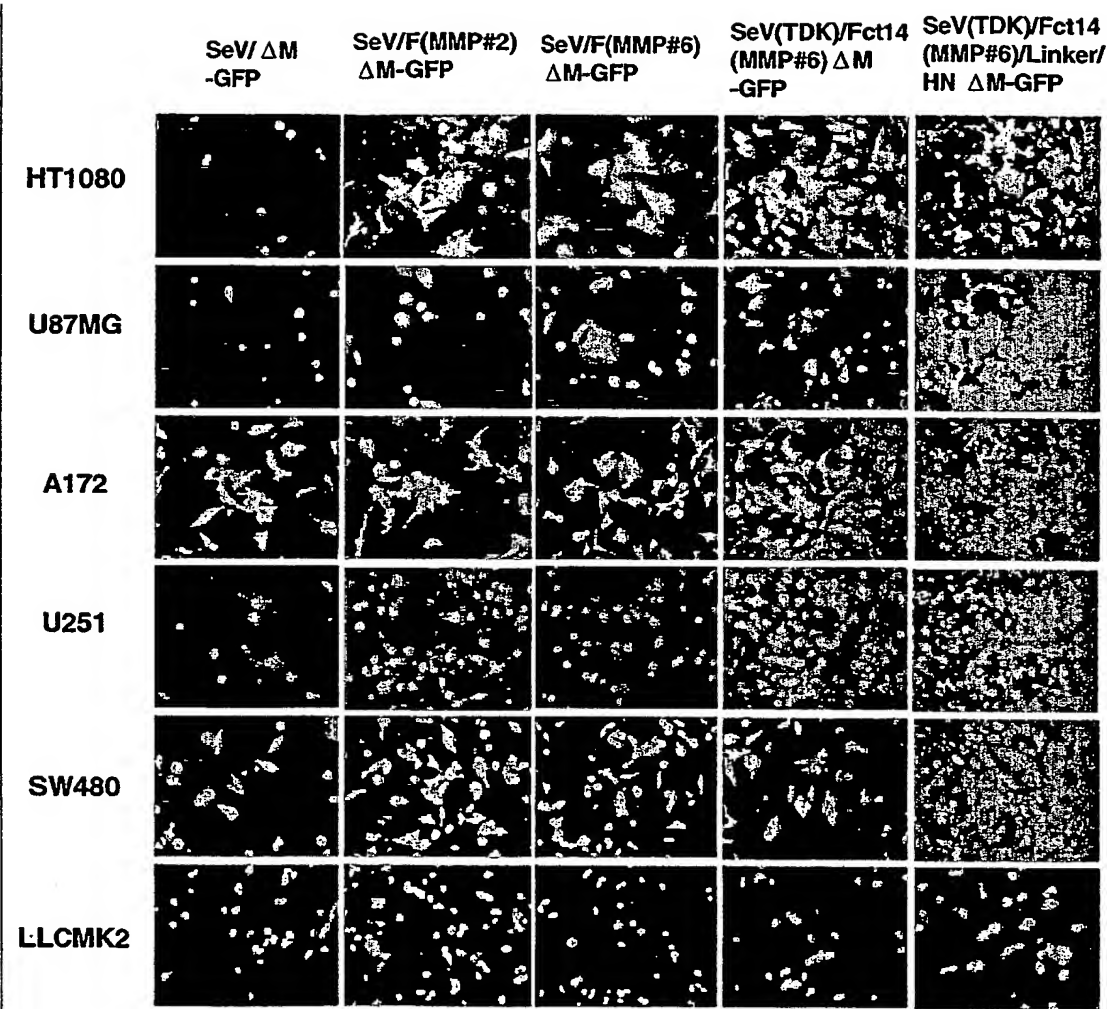 SeV/ ΔM
-GFP
SeV/F(MMP#2)
ΔM-GFP
SeV/F(MMP#6)
ΔM-GFP
SeV(TDK)/Fct14
(MMP#6) ΔM
-GFP
SeV(TDK)/Fct14
(MMP#6)/Linker/
HN ΔM-GFP
HT1080
U87MG
A172
U251
SW480
LLCMK2